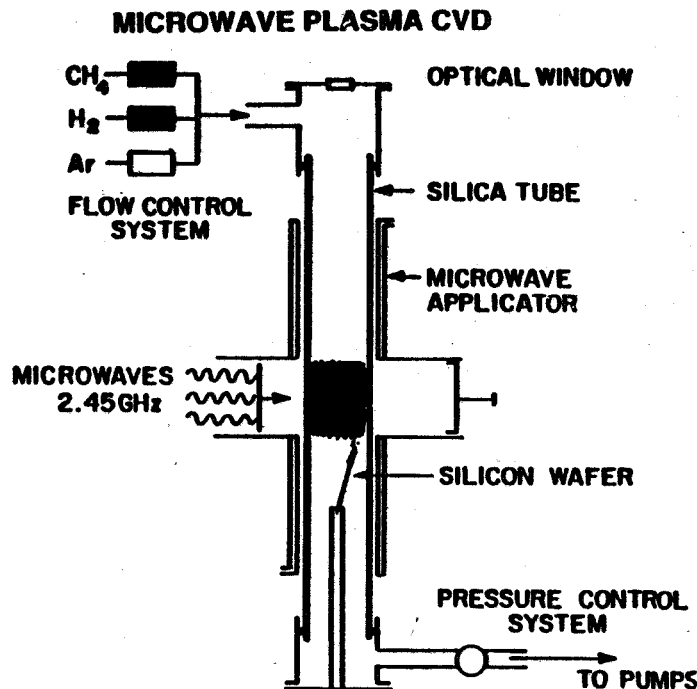 MICROWAVE PLASMA CVD
CH4
H2
Ar
FLOW CONTROL
SYSTEM
OPTICAL WINDOW
SILICA TUBE
MICROWAVE
APPLICATOR
MICROWAVES
2.45GHz
SILICON WAFER
PRESSURE CONTROL
SYSTEM
TO PUMPS